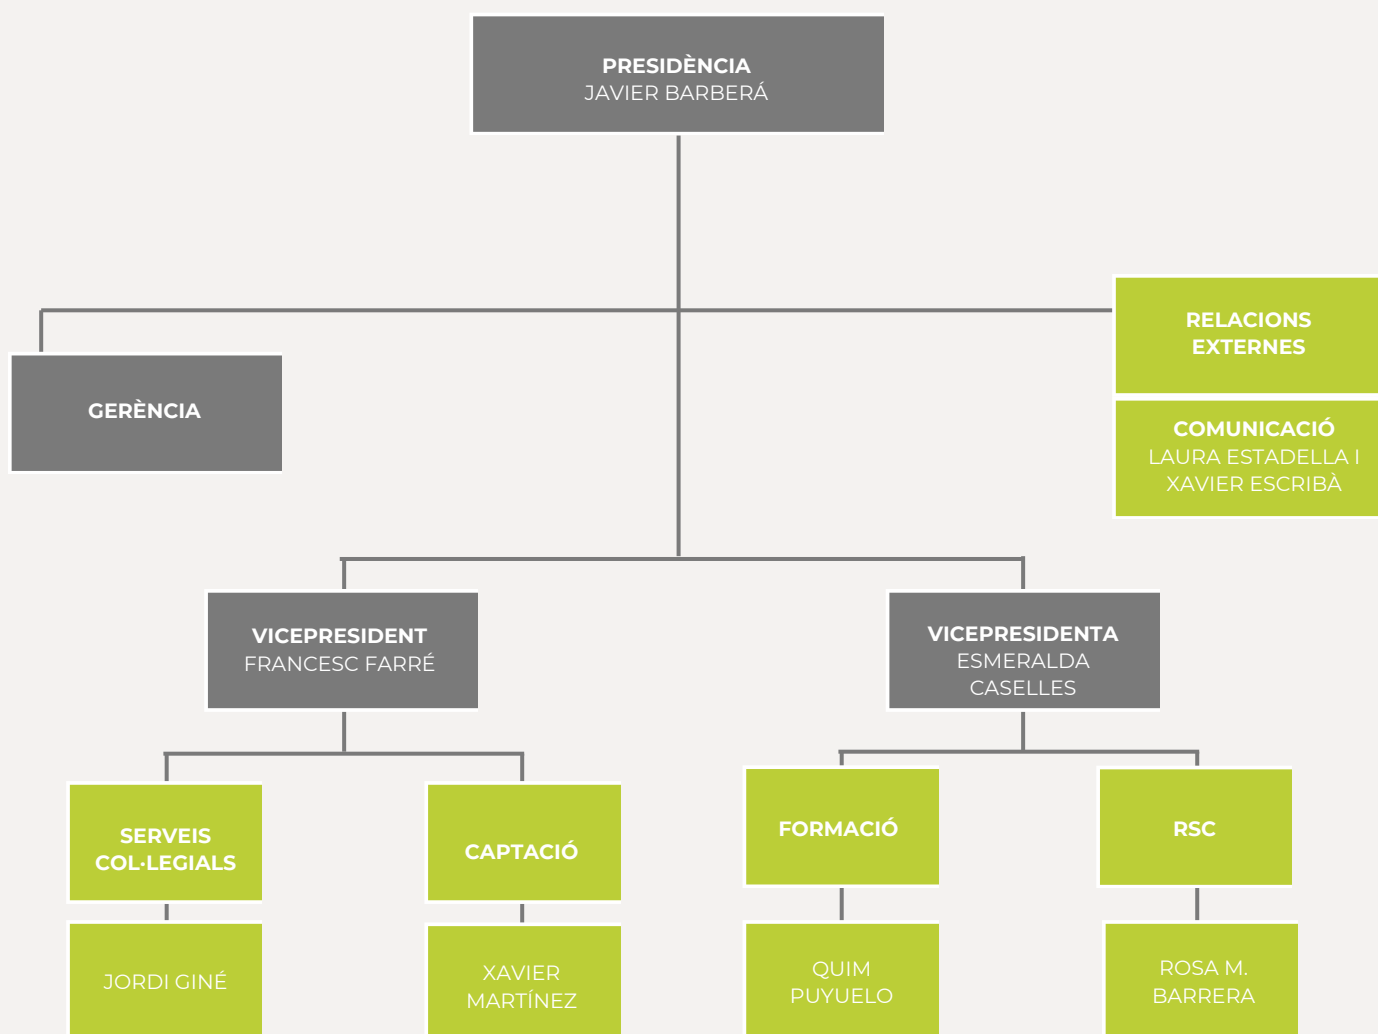 PRESIDÈNCIA
JAVIER BARBERÁ
RELACIONS
EXTERNES
GERÈNCIA
COMUNICACIÓ
LAURA ESTADELLA I
XAVIER ESCRIBÀ
VICEPRESIDENT
FRANCESC FARRÉ
VICEPRESIDENTA
ESMERALDA
CASELLES
SERVEIS
COL·LEGIALS
CAPTACIÓ
FORMACIÓ
RSC
JORDI GINÉ
XAVIER
MARTÍNEZ
QUIM
PUYUELO
ROSA M.
BARRERA